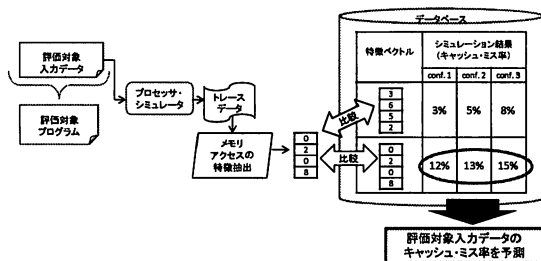 データベース
特徴ベクトル
シミュレーション結果
(キャッシュ・ミス率)
conf. 1 conf. 2 conf. 3
3
6
5
2
3% 5% 8%
0
2
0
8
12% 13% 15%
評価対象
入力データ
評価対象
プログラム
プロセッサ・
シミュレータ
トレース
データ
メモリ
アクセスの
特徴抽出
0
2
0
8
比較
比較
評価対象入力データの
キャッシュ・ミス率を予測